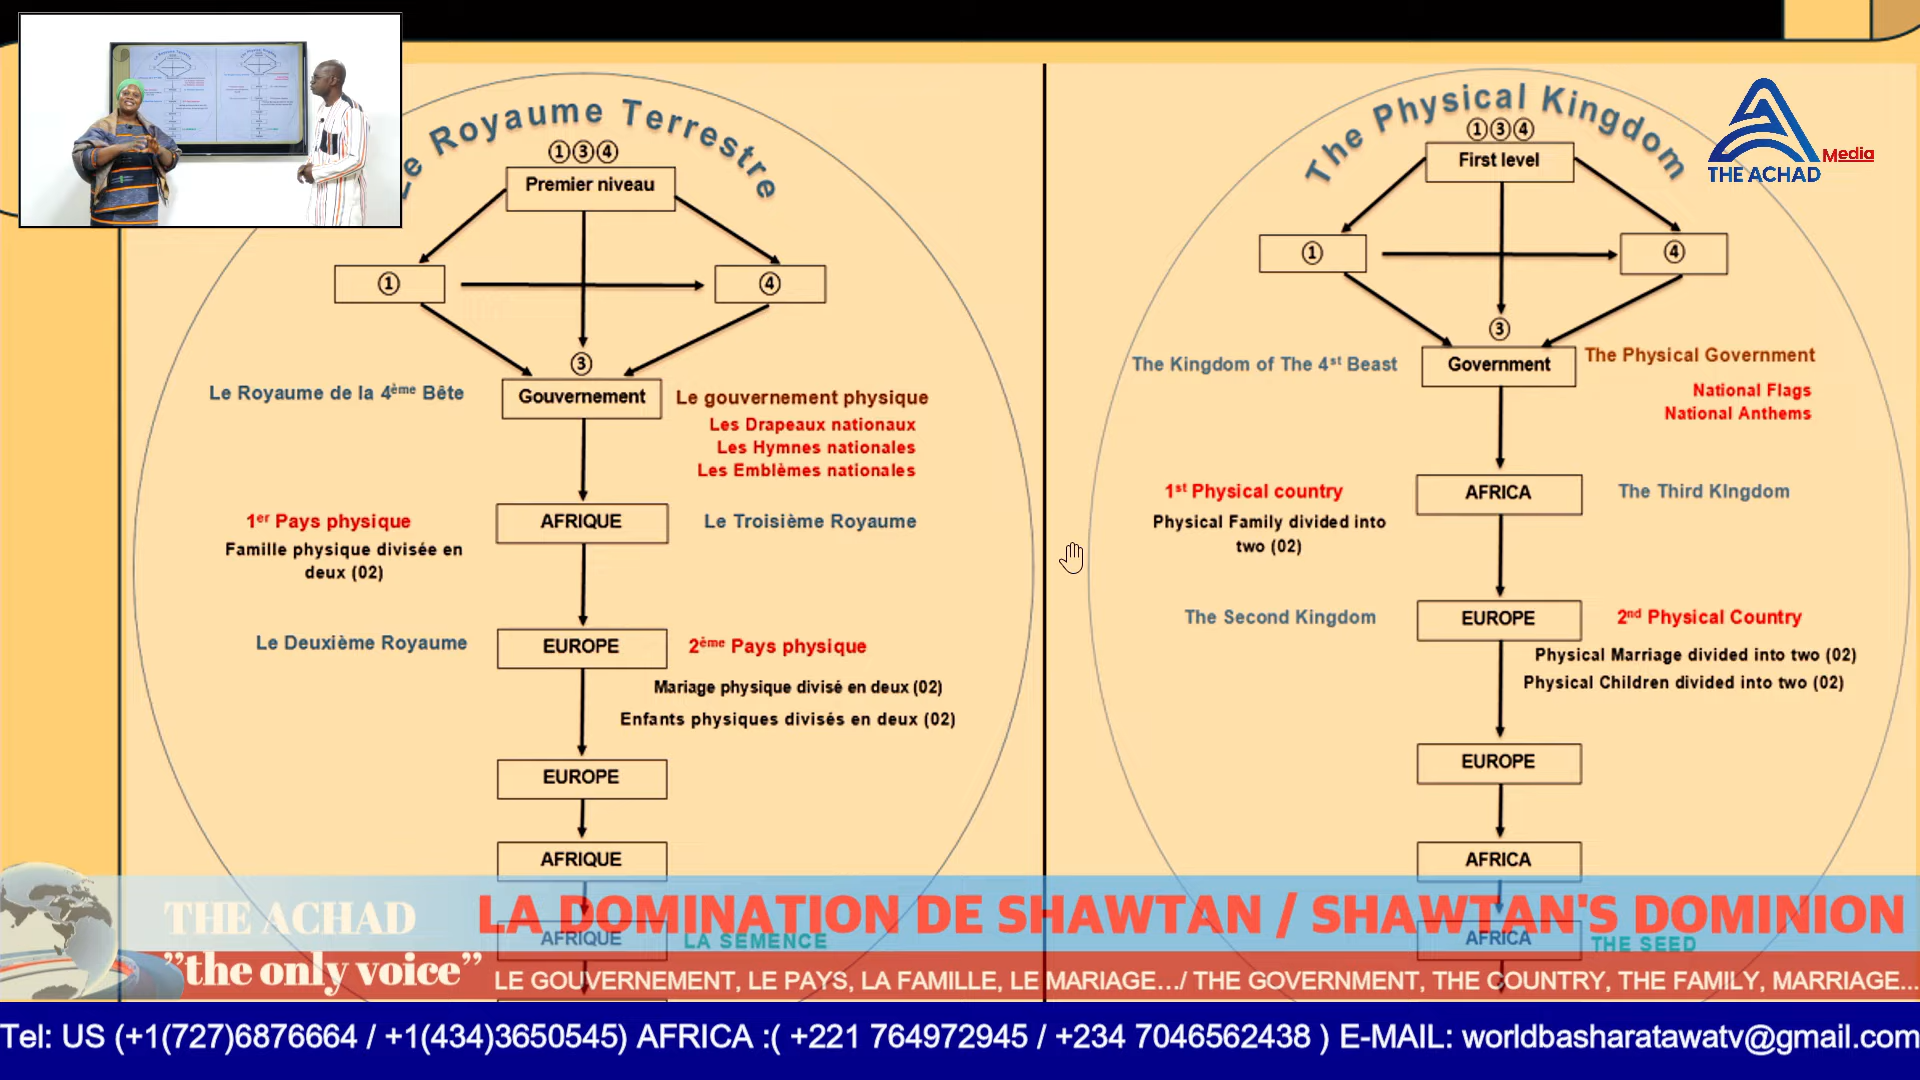 Le Royaume Terrestre
①③④
Premier niveau
①
④
③
Le Royaume de la 4ème Bête
Gouvernement
Le gouvernement physique
Les Drapeaux nationaux
Les Hymnes nationales
Les Emblèmes nationales
1er Pays physique
AFRIQUE
Le Troisième Royaume
Famille physique divisée en
deux (02)
Le Deuxième Royaume
EUROPE
2ème Pays physique
Mariage physique divisé en deux (02)
Enfants physiques divisés en deux (02)
EUROPE
AFRIQUE
AFRIQUE
LA SEMENCE
The Physical Kingdom
①③④
First level
①
④
③
The Kingdom of The 4st Beast
Government
The Physical Government
National Flags
National Anthems
1st Physical country
AFRICA
The Third KIngdom
Physical Family divided into
two (02)
The Second Kingdom
EUROPE
2nd Physical Country
Physical Marriage divided into two (02)
Physical Children divided into two (02)
EUROPE
AFRICA
AFRICA
THE SEED
THE ACHAD
Media
THE ACHAD
"the only voice"
LA DOMINATION DE SHAWTAN / SHAWTAN'S DOMINION
LE GOUVERNEMENT, LE PAYS, LA FAMILLE, LE MARIAGE.../ THE GOVERNMENT, THE COUNTRY, THE FAMILY, MARRIAGE...
Tel: US (+1(727)6876664 / +1(434)3650545) AFRICA :( +221 764972945 / +234 7046562438 ) E-MAIL: worldbasharatawatv@gmail.com